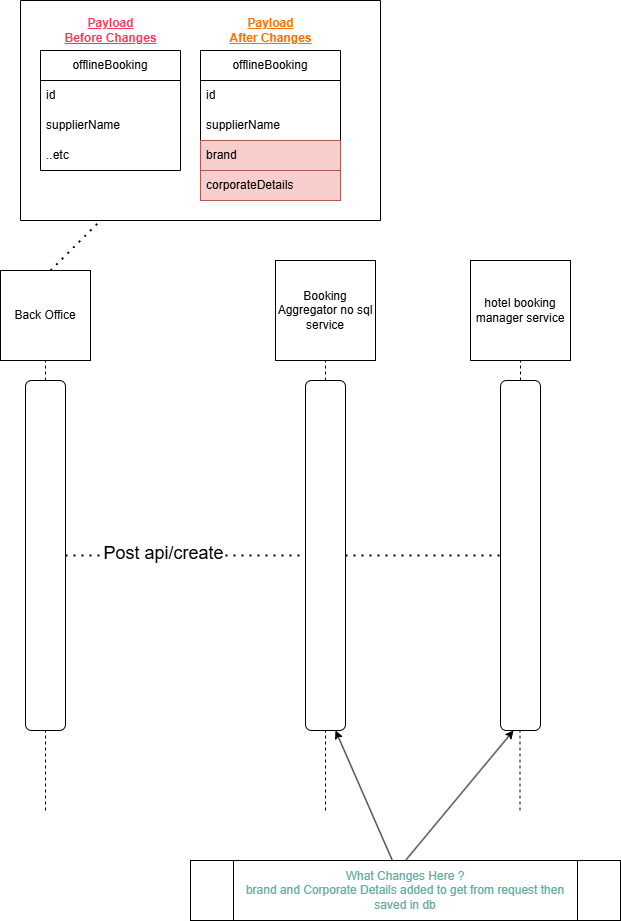 Payload
Before Changes
Payload
After Changes
offlineBooking
id
supplierName
..etc
offlineBooking
id
supplierName
brand
corporateDetails
Back Office
Booking
Aggregator no sql
service
hotel booking
manager service
Post api/create
What Changes Here ?
brand and Corporate Details added to get from request then
saved in db